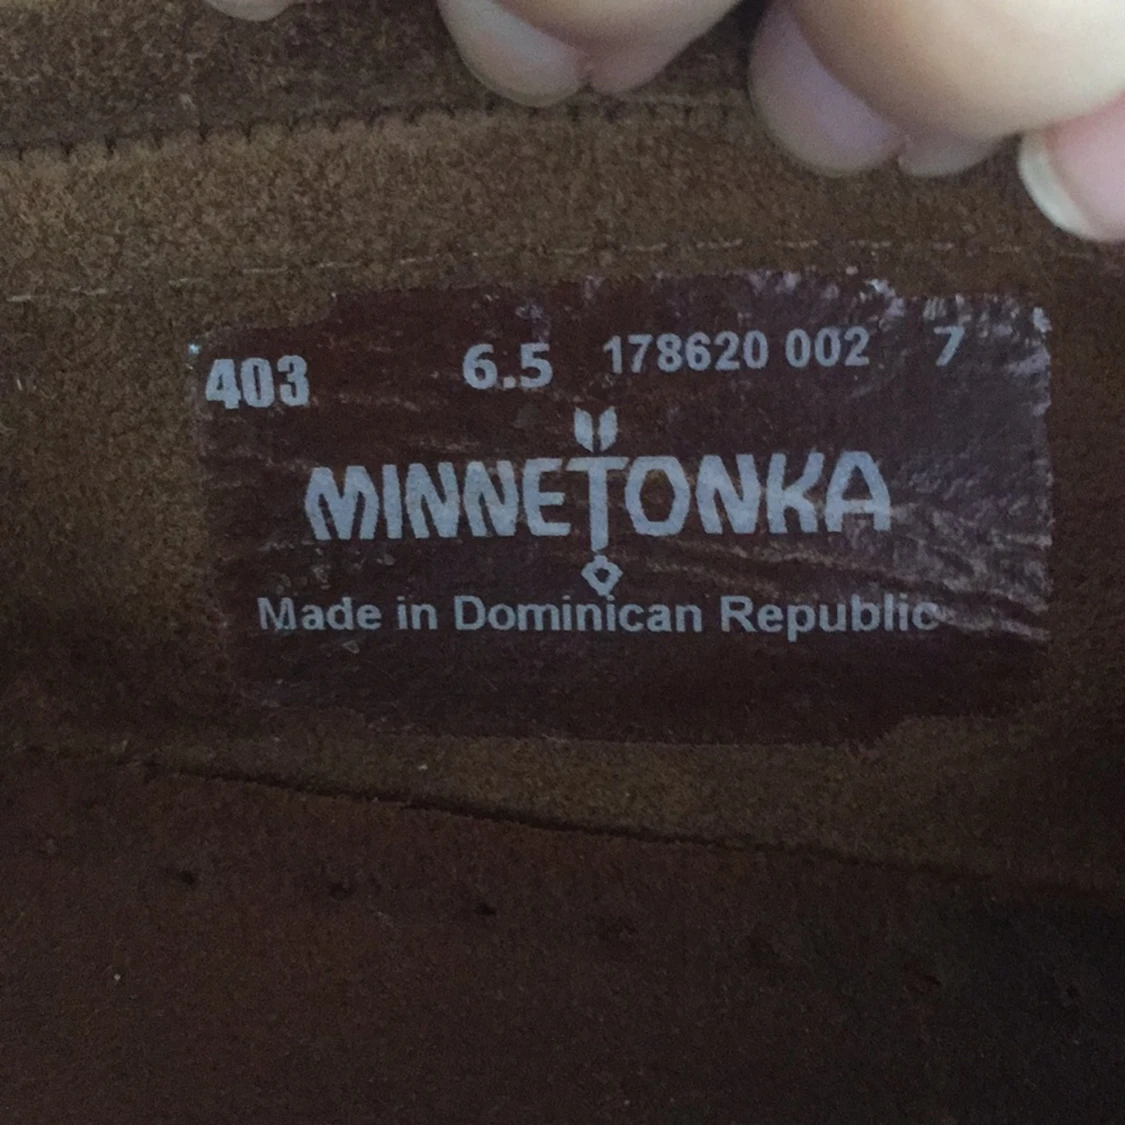 403 6.5 178620 002 7
MINNETONKA
Made in Dominican Republic